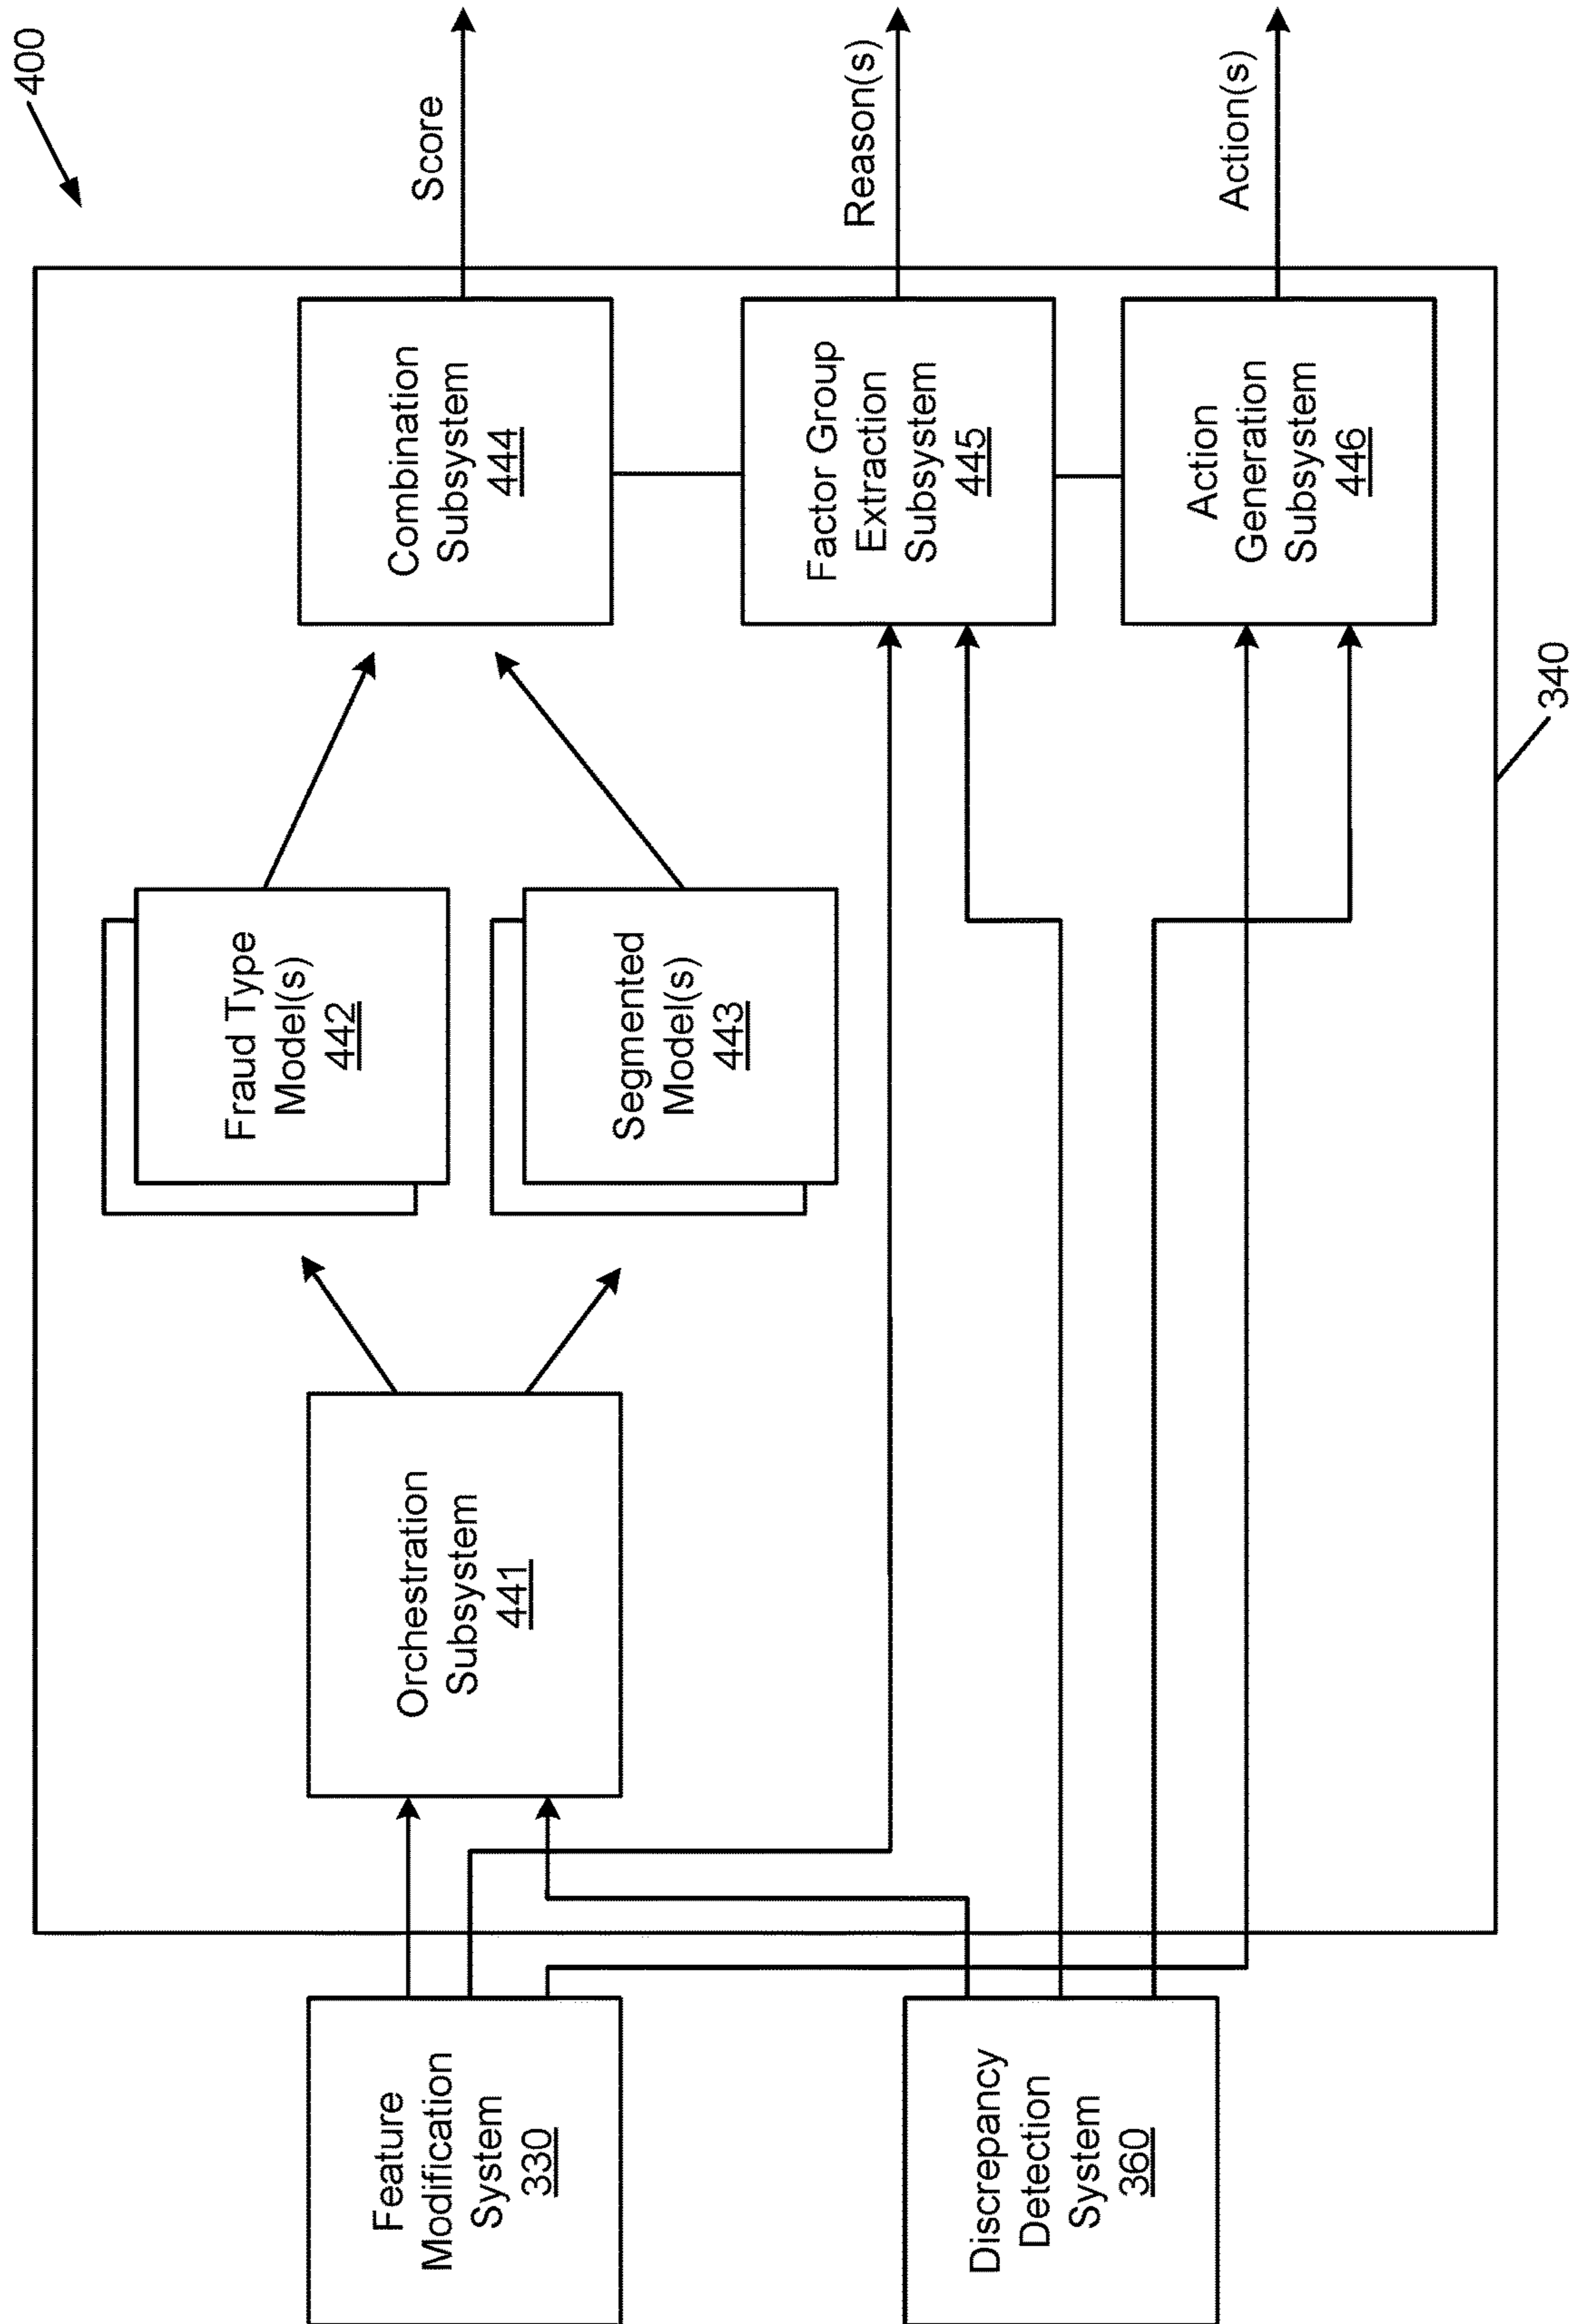 400
Feature
Modification
System
330
Discrepancy
Detection
System
360
Orchestration
Subsystem
441
Fraud Type
Model(s)
442
Segmented
Model(s)
443
Combination
Subsystem
444
Factor Group
Extraction
Subsystem
445
Action
Generation
Subsystem
446
Score
Reason(s)
Action(s)
340